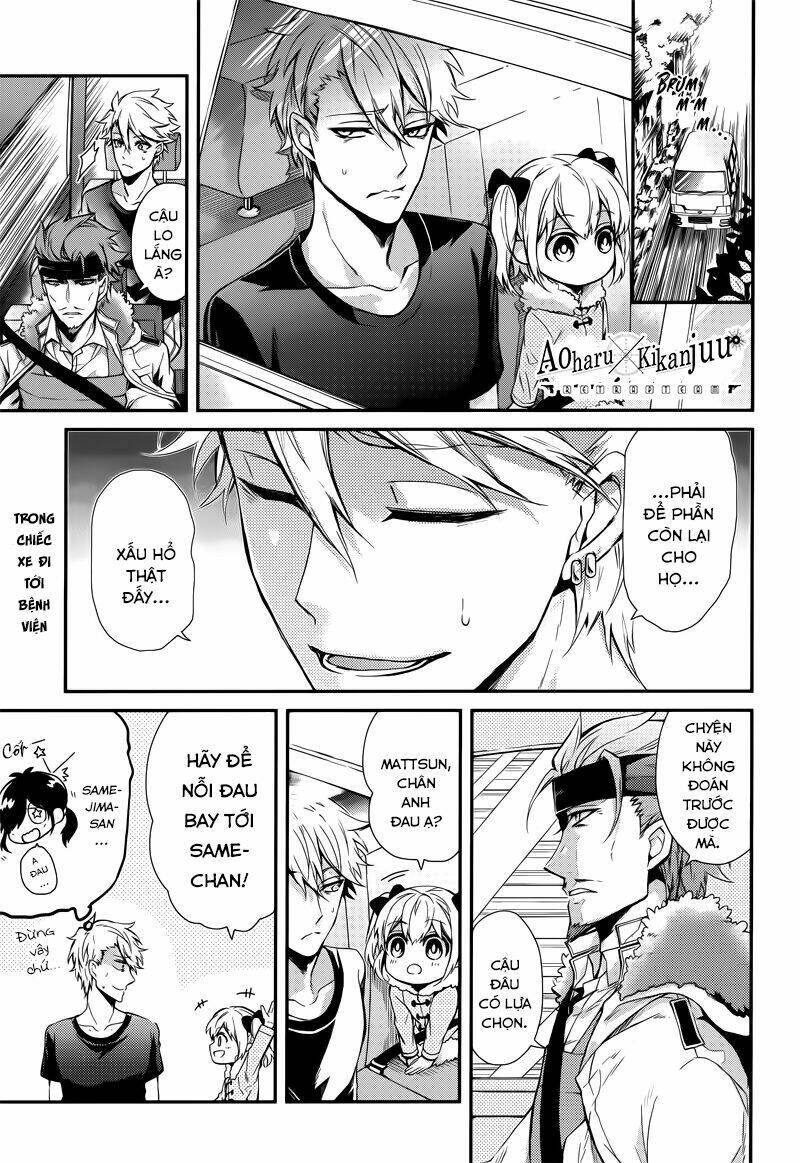 BRỪM
M
M
M
AOharu × Kikanjuu
CẬU
LO
LẮNG
À?
...PHẢI
ĐỂ PHẦN
CÒN LẠI
CHO
HỌ...
XẤU HỔ
THẬT
ĐẤY...
TRONG
CHIẾC
XE ĐI
TỚI
BỆNH
VIỆN
CHYỆN
NÀY
KHÔNG
ĐOÁN
TRƯỚC
ĐƯỢC
MÀ.
CẬU
ĐÂU
CÓ LỰA
CHỌN.
MATTSUN,
CHÂN
ANH
ĐAU Ạ?
HÃY ĐỂ
NỖI ĐAU
BAY TỚI
SAME-
CHAN!
SAME-
JIMA-
SAN
...
Cốt
A
ĐAU...
Đừng
vậy
chứ...